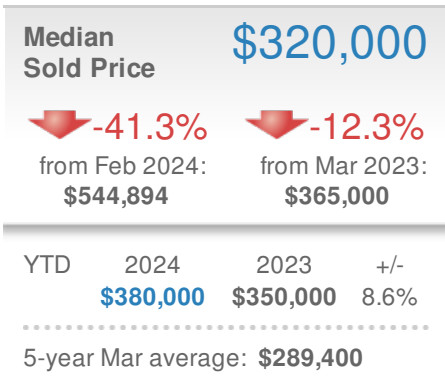 Median
Sold Price
$320,000
-41.3% -12.3%
from Feb 2024: from Mar 2023:
$544,894 $365,000
YTD 2024 2023 +/-
$380,000 $350,000 8.6%
5-year Mar average: $289,400